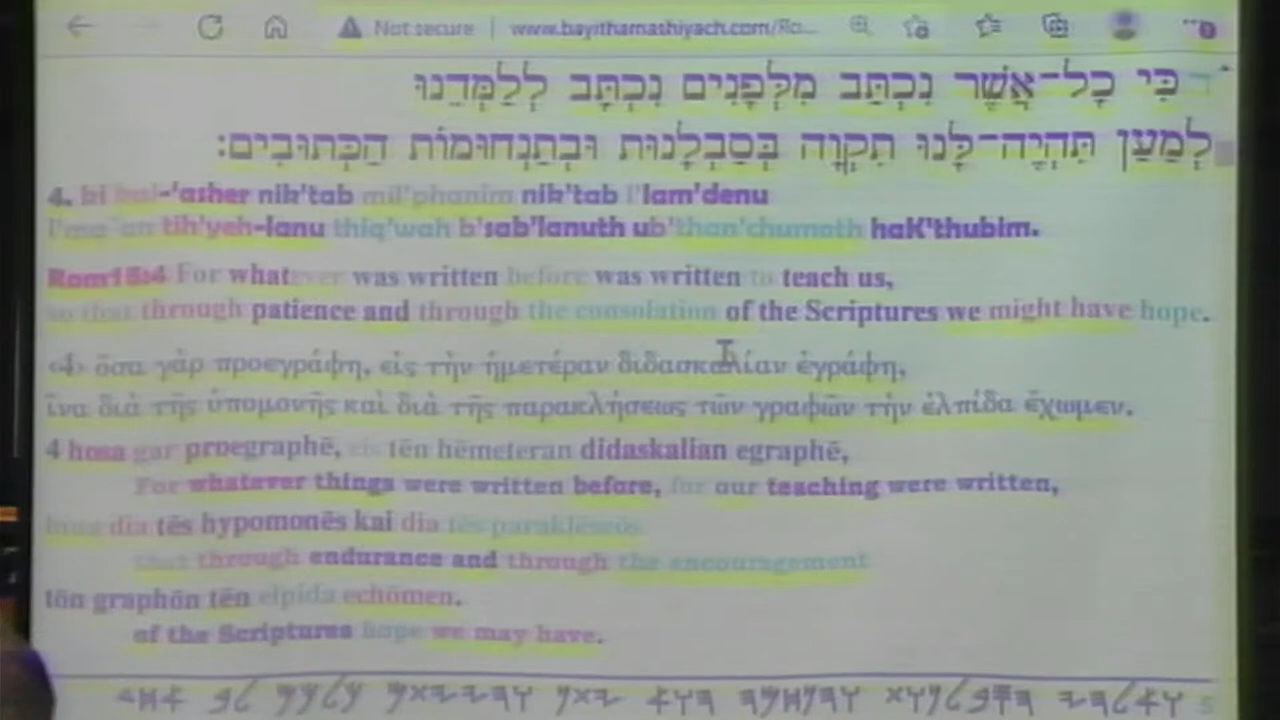 Not secure | www.bayithamashiyach.com/Ro...
כִּי כָל־אֲשֶׁר נִכְתַּב מִלְּפָנִים נִכְתָּב לְלַמְּדֵנוּ
לְמַעַן תִּהְיֶה־לָּנוּ תִקְוָה בְּסַבְלָנוּת וּבְתַנְחוּמוֹת הַכְּתוּבִים:
4. ki kal-'asher nik'tab mil'phanim nik'tab l'lam'denu
l'ma`an tih'yeh-lanu thiq'wah b'sab'lanuth ub'than'chumoth haK'thubim.
Rom15:4 For whatever was written before was written to teach us,
so that through patience and through the consolation of the Scriptures we might have hope.
‹4› ὅσα γὰρ προεγράφη, εἰς τὴν ἡμετέραν διδασκαλίαν ἐγράφη,
ἵνα διὰ τῆς ὑπομονῆς καὶ διὰ τῆς παρακλήσεως τῶν γραφῶν τὴν ἐλπίδα ἔχωμεν.
4 hosa gar proegraphē, eis tēn hēmeteran didaskalian egraphē,
For whatever things were written before, for our teaching were written,
hina dia tēs hypomonēs kai dia tēs paraklēseōs
that through endurance and through the encouragement
tōn graphōn tēn elpida echōmen.
of the Scriptures hope we may have.